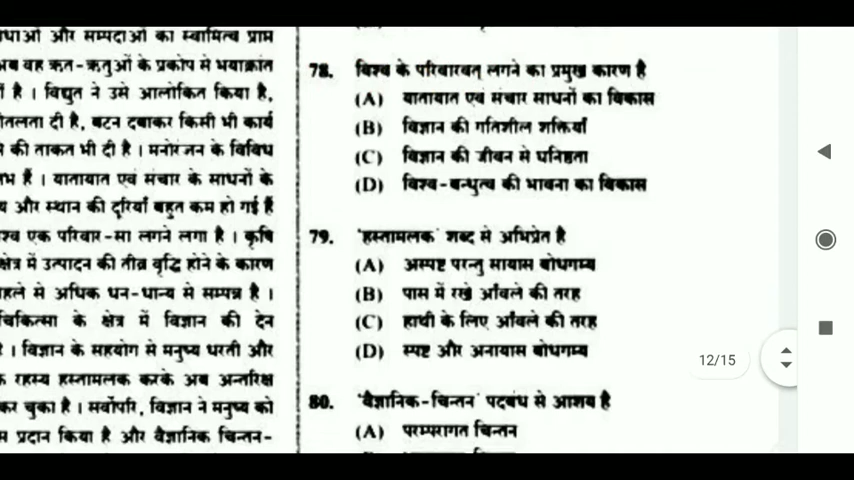 धाओं और सम्पदाओं का स्वामित्व प्राप्त
अब वह ऋत-ऋतुओं के प्रकोप से भयाक्रांत
है । विद्युत ने उसे आलोकित किया है,
ीतलता दी है, बटन दबाकर किसी भी कार्य
की ताकत भी दी है । मनोरंजन के विविध
भ हैं । यातायात एवं संचार के साधनों के
और स्थान की दूरियाँ बहुत कम हो गई हैं
श्व एक परिवार-सा लगने लगा है । कृषि
क्षेत्र में उत्पादन की तीव्र वृद्धि होने के कारण
हले से अधिक धन-धान्य से सम्पन्न है ।
चिकित्सा के क्षेत्र में विज्ञान की देन
। विज्ञान के सहयोग से मनुष्य धरती और
रहस्य हस्तामलक करके अब अन्तरिक्ष
कर चुका है । सर्वोपरि, विज्ञान ने मनुष्य को
प्रदान किया है और वैज्ञानिक चिन्तन-
78. विश्व के परिवारवत् लगने का प्रमुख कारण है
(A) यातायात एवं संचार साधनों का विकास
(B) विज्ञान की गतिशील शक्तियाँ
(C) विज्ञान की जीवन से घनिष्ठता
(D) विश्व-बन्धुत्व की भावना का विकास
79. 'हस्तामलक' शब्द से अभिप्रेत है
(A) अस्पष्ट परन्तु सायास बोधगम्य
(B) पास में रखे आँवले की तरह
(C) हाथी के लिए आँवले की तरह
(D) स्पष्ट और अनायास बोधगम्य
80. 'वैज्ञानिक-चिन्तन' पदबंध से आशय है
(A) परम्परागत चिन्तन
12/15